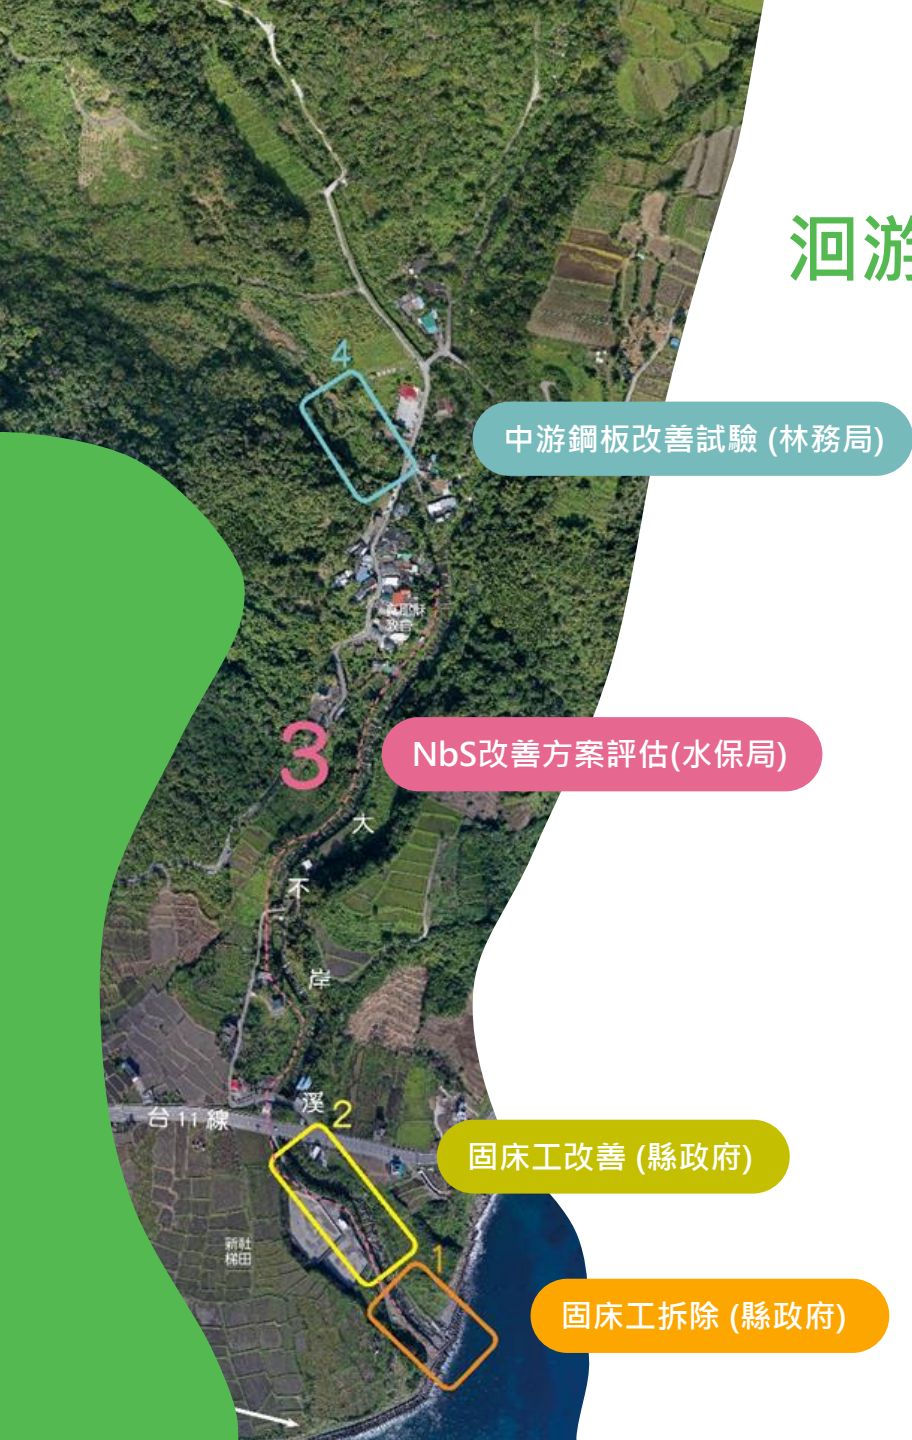 洄游
4
中游鋼板改善試驗 (林務局)
教會
3
NbS改善方案評估(水保局)
大
不
岸
溪
台11線
2
固床工改善 (縣政府)
新社
梯田
1
固床工拆除 (縣政府)